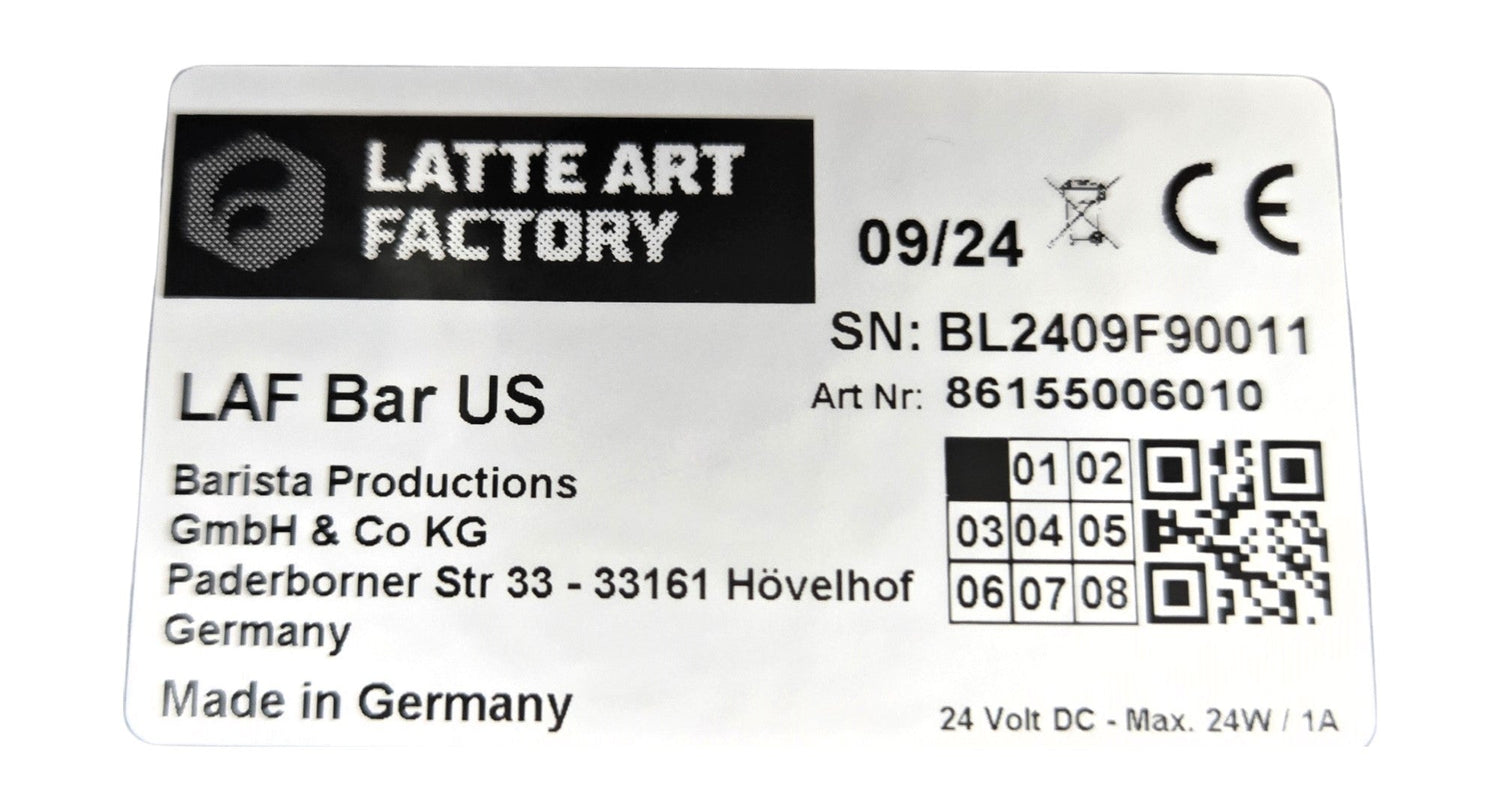 LATTE ART
FACTORY
09/24
CE
SN: BL2409F90011
LAF Bar US
Art Nr: 86155006010
Barista Productions
GmbH & Co KG
Paderborner Str 33 - 33161 Hövelhof
Germany
01 02
03 04 05
06 07 08
Made in Germany
24 Volt DC - Max. 24W / 1A